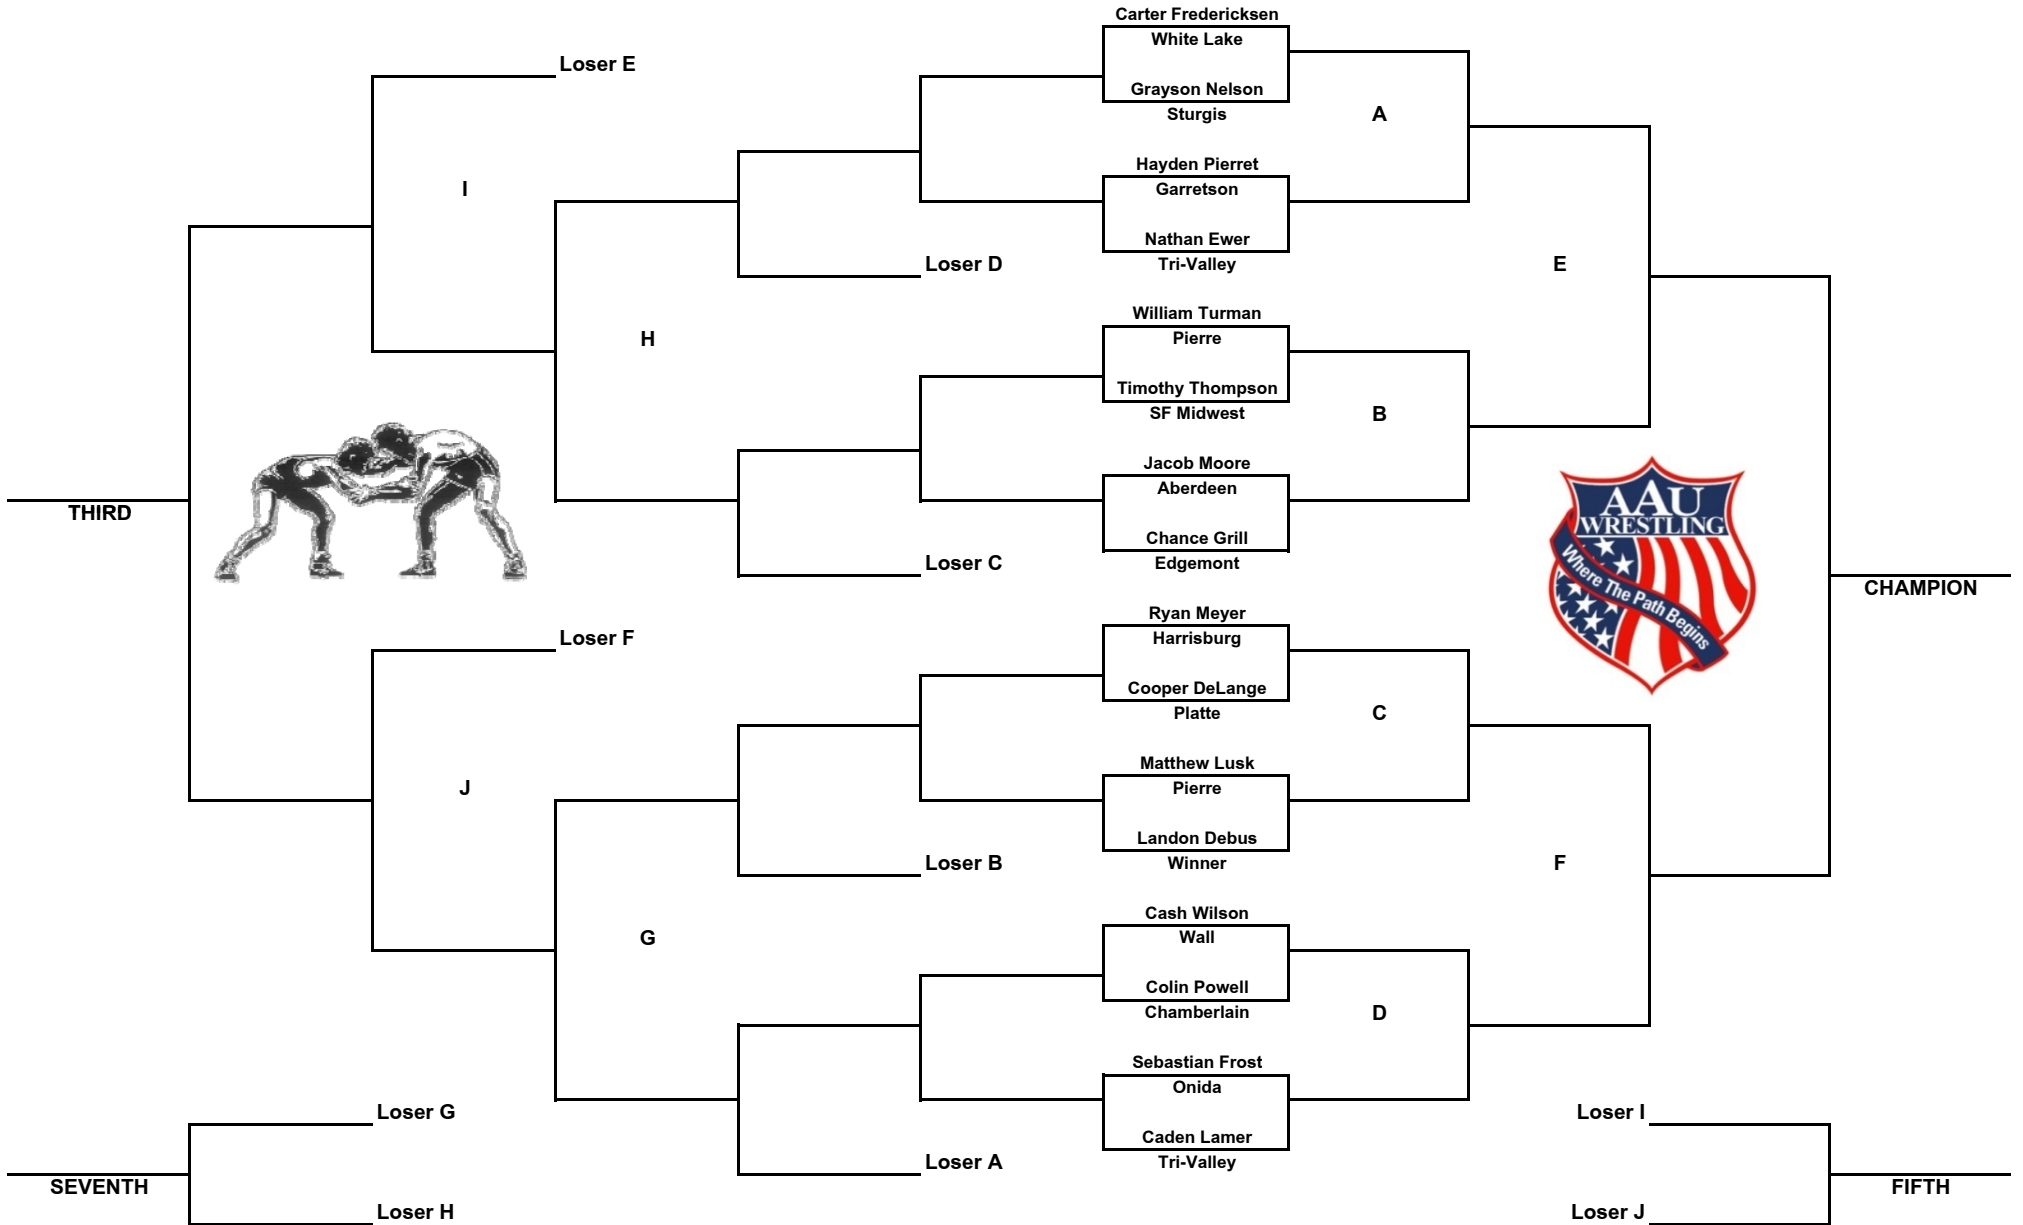 Carter Fredericksen
White Lake
Loser E
Grayson Nelson
Sturgis
A
Hayden Pierret
Garretson
I
Nathan Ewer
Tri-Valley
Loser D
E
William Turman
Pierre
H
Timothy Thompson
SF Midwest
B
Jacob Moore
Aberdeen
THIRD
Chance Grill
Edgemont
Loser C
AAU
WRESTLING
Where The Path Begins
CHAMPION
Ryan Meyer
Harrisburg
Loser F
Cooper DeLange
Platte
C
Matthew Lusk
Pierre
J
Landon Debus
Winner
Loser B
F
Cash Wilson
Wall
G
Colin Powell
Chamberlain
D
Sebastian Frost
Onida
Loser G
Loser I
Caden Lamer
Tri-Valley
Loser A
SEVENTH
FIFTH
Loser H
Loser J